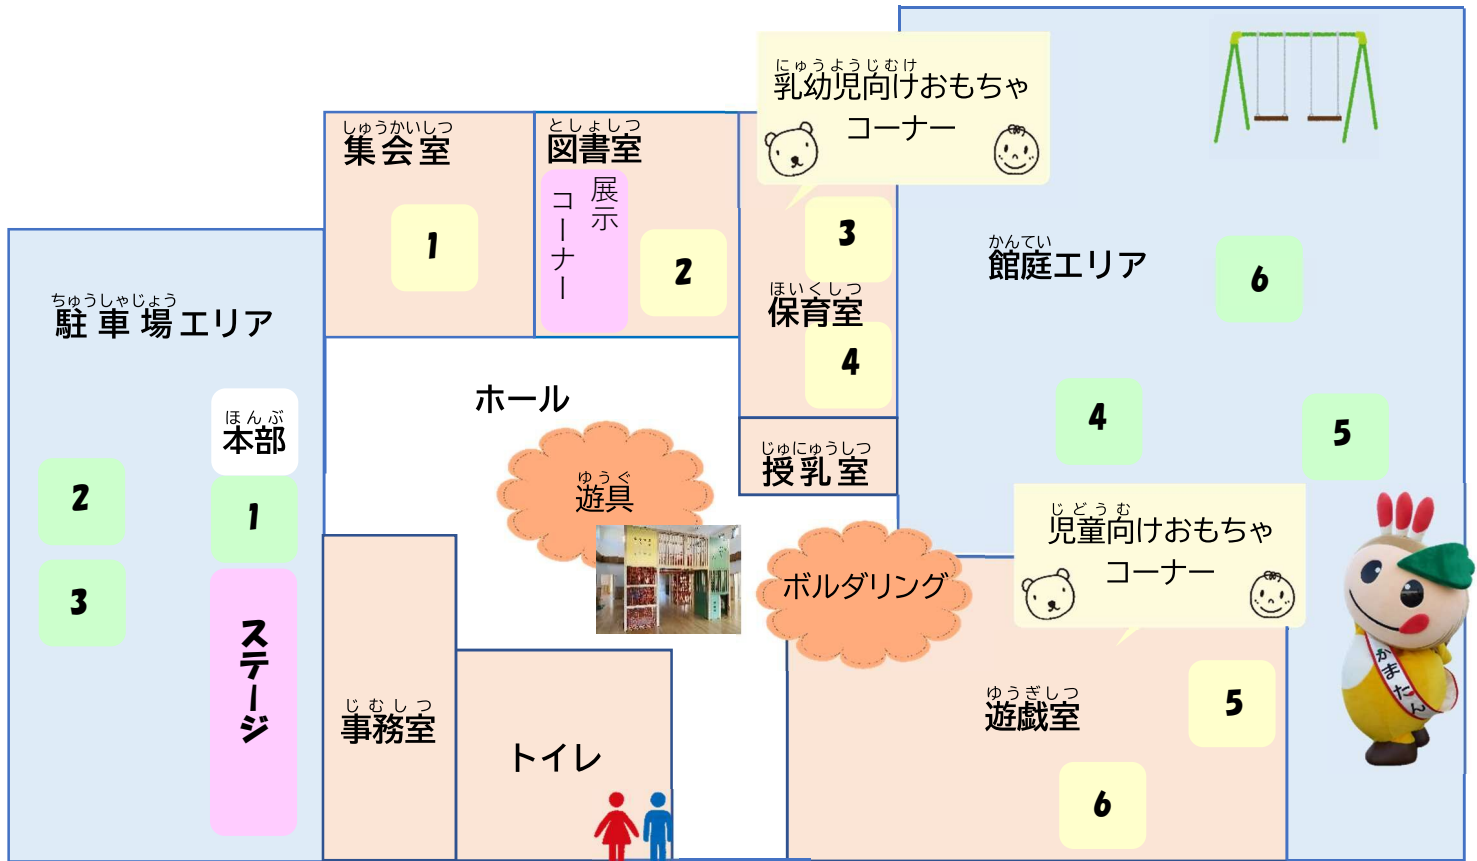 にゅうようじむけ
乳幼児向けおもちゃ
コーナー
しゅうかいしつ
集会室
1
としょしつ
図書室
展示
コーナー
2
3
ほいくしつ
保育室
4
じゅにゅうしつ
授乳室
かんてい
館庭エリア
6
4
5
ちゅうしゃじょう
駐車場エリア
ほんぶ
本部
2
1
3
ステージ
ホール
ゆうぐ
遊具
ボルダリング
じどうむ
児童向けおもちゃ
コーナー
かまたん
じむしつ
事務室
トイレ
ゆうぎしつ
遊戯室
5
6